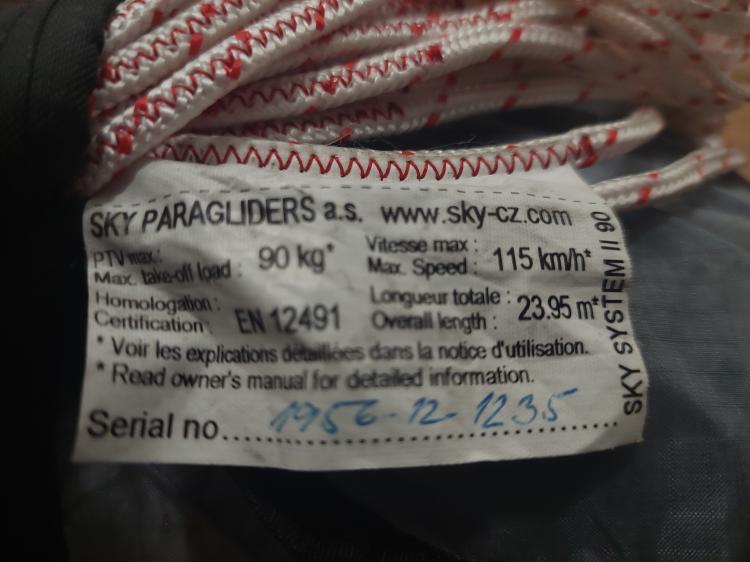 SKY PARAGLIDERS a.s. www.sky-cz.com
PTV max.:
Max. take-off load : 90 kg*
Vitesse max :
Max. Speed : 115 km/h*
Homologation:
Certification: EN 12491
Longueur totale :
Overall length : 23.95 m*
* Voir les explications détaillées dans la notice d'utilisation.
* Read owner's manual for detailed information.
Serial no..... 1956-12-1235
SKY SYSTEM II 90